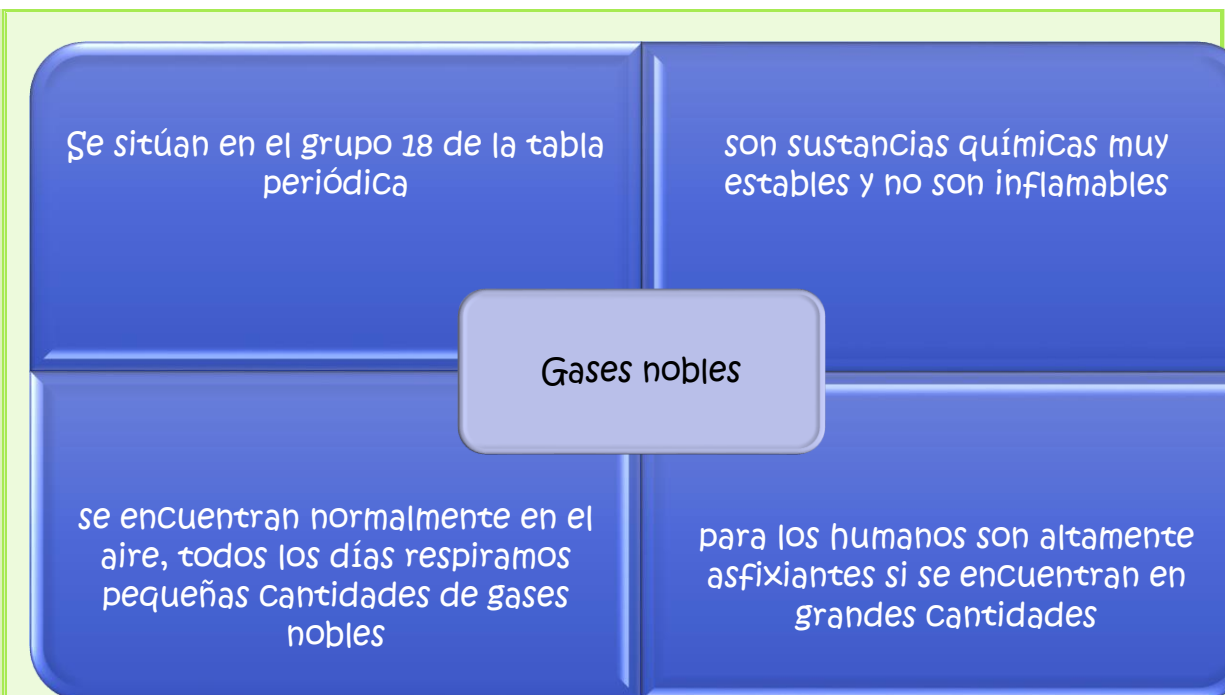 Se sitúan en el grupo 18 de la tabla
periódica
son sustancias químicas muy
estables y no son inflamables
Gases nobles
se encuentran normalmente en el
aire, todos los días respiramos
pequeñas cantidades de gases
nobles
para los humanos son altamente
asfixiantes si se encuentran en
grandes cantidades